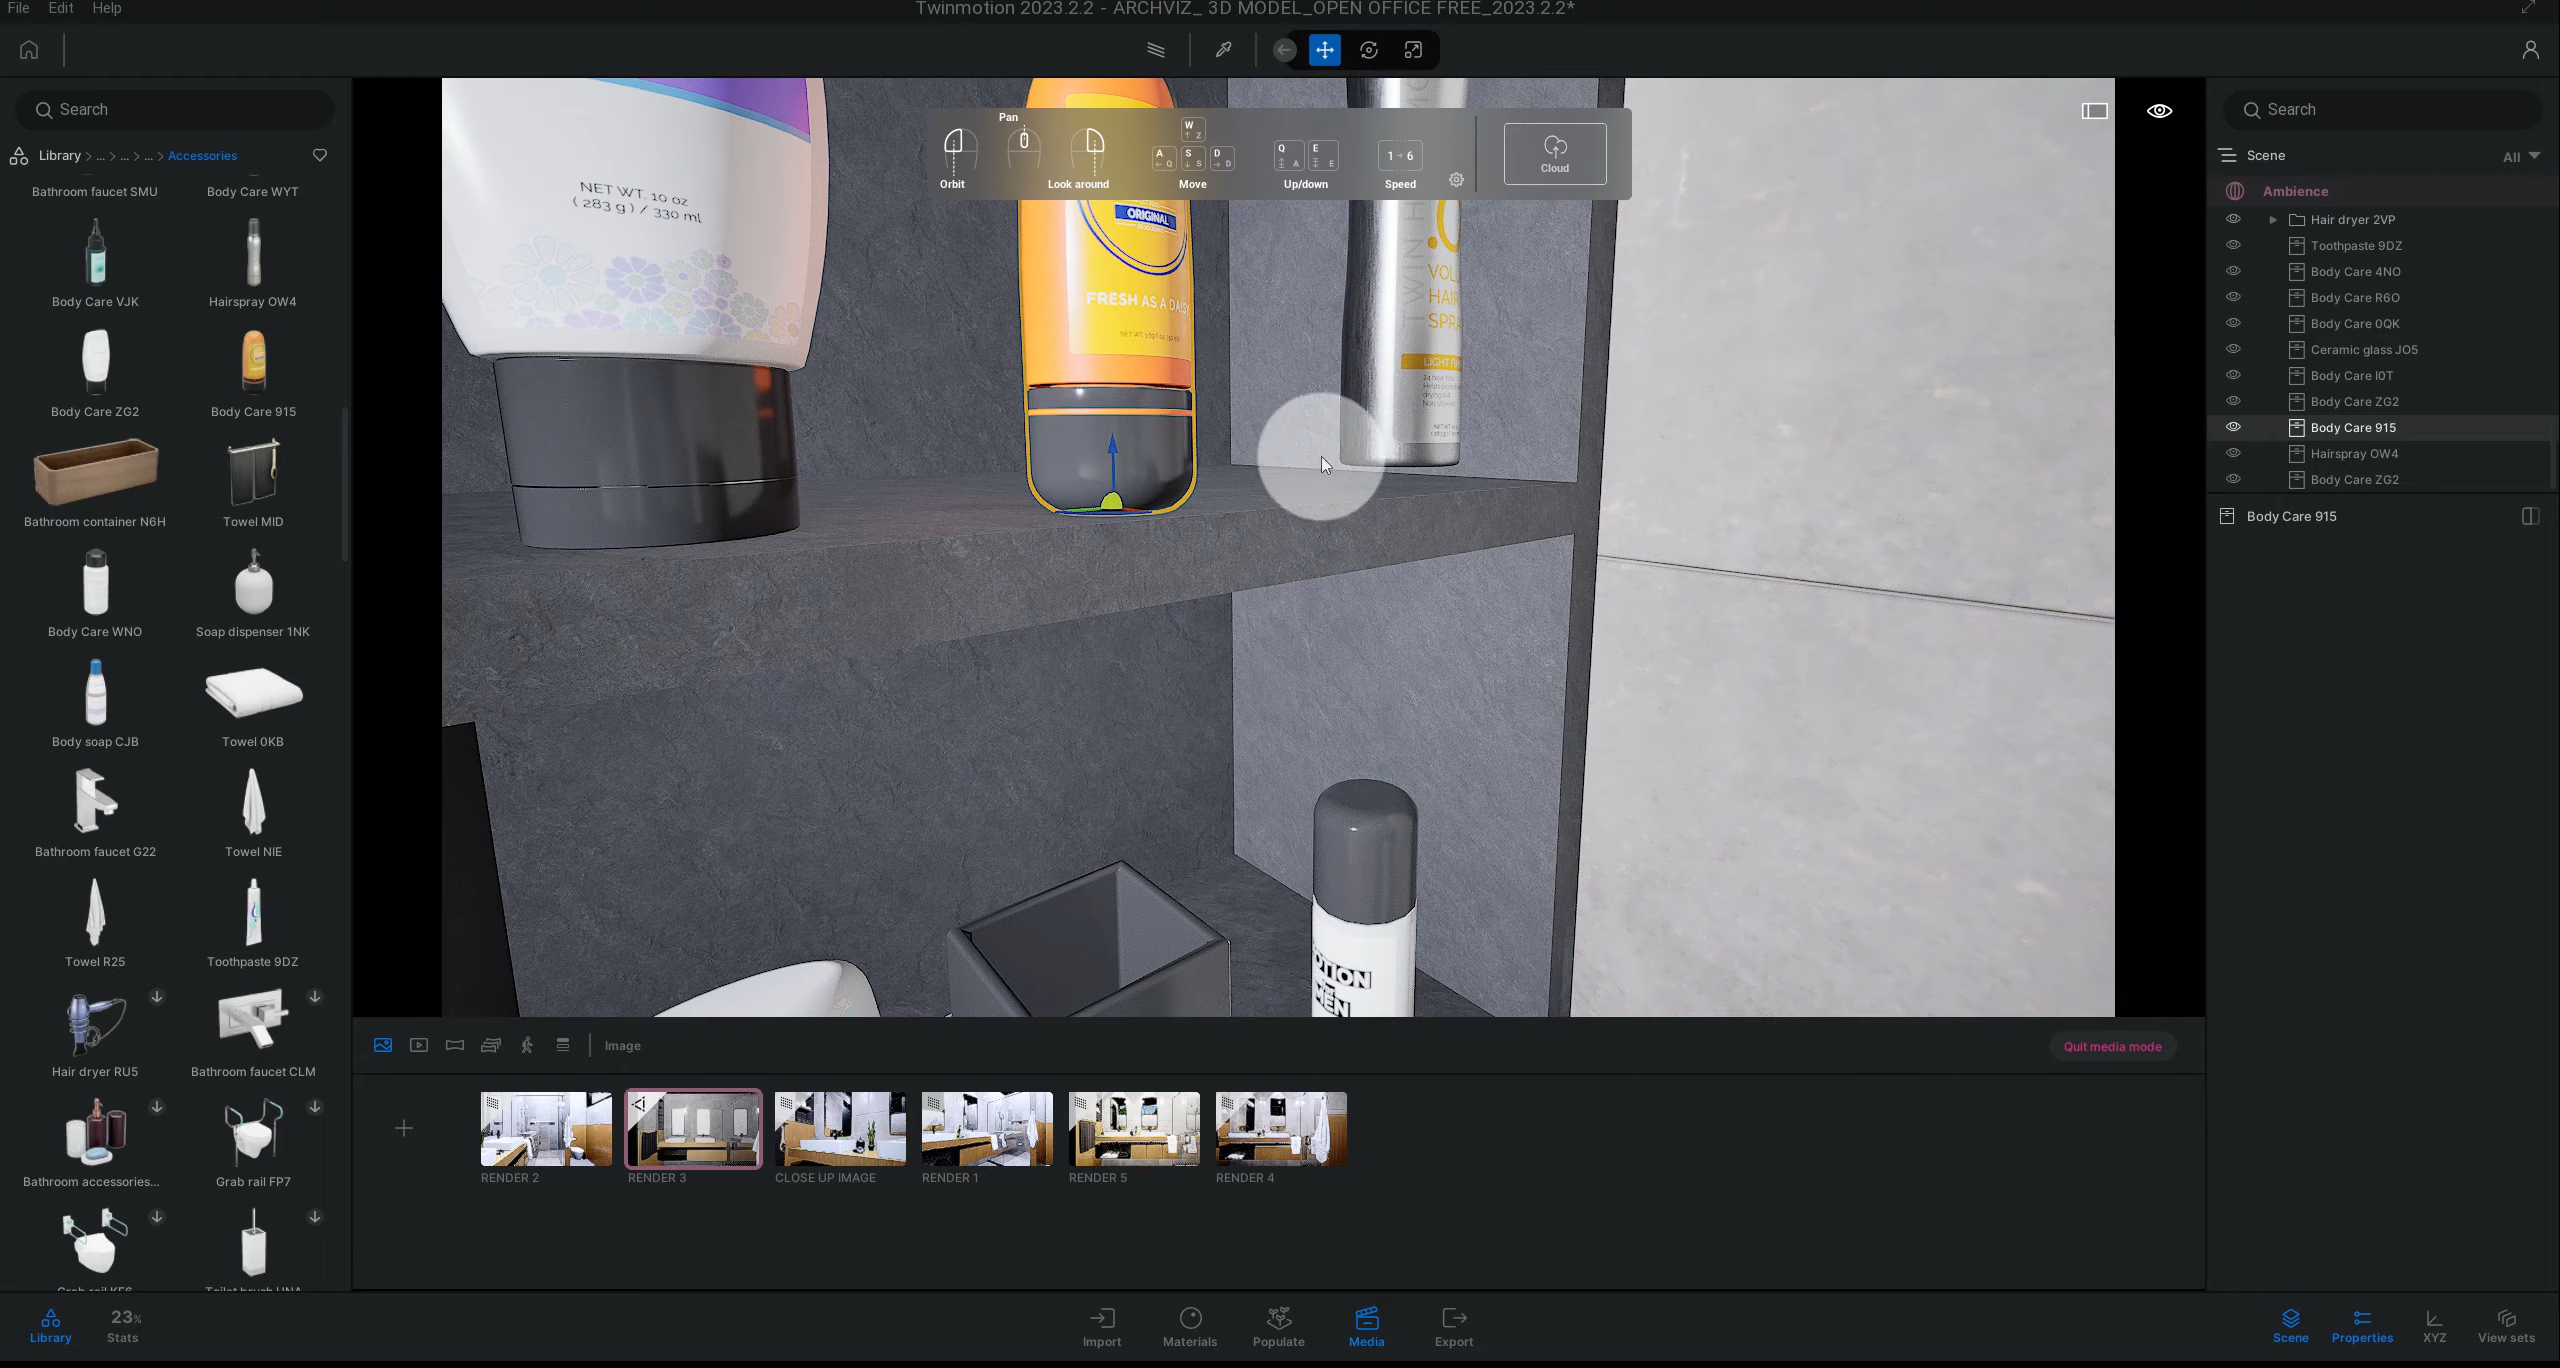 File Edit Help
Twinmotion 2023.2.2 - ARCHVIZ_ 3D MODEL_OPEN OFFICE FREE_2023.2.2*
Search
Library > ... > ... > ... > Accessories
Bathroom faucet SMU
Body Care WYT
Body Care VJK
Hairspray OW4
Body Care ZG2
Body Care 915
Bathroom container N6H
Towel MID
Body Care WNO
Soap dispenser 1NK
Body soap CJB
Towel 0KB
Bathroom faucet G22
Towel NIE
Towel R25
Toothpaste 9DZ
Hair dryer RU5
Bathroom faucet CLM
Bathroom accessories...
Grab rail FP7
NET WT. 10 oz
(283 g) / 330 ml
ORIGINAL
FRESH AS A DAISY
VOLU
HAIR
SPRA
LIGHT
OTION
MEN
Pan
Orbit
Look around
W
Z
A
Q
S
S
D
D
Move
Q
A
E
E
Up/down
1 6
Speed
Cloud
Image
Quit media mode
RENDER 2
RENDER 3
CLOSE UP IMAGE
RENDER 1
RENDER 5
RENDER 4
Search
Scene
All
Ambience
Hair dryer 2VP
Toothpaste 9DZ
Body Care 4NO
Body Care R6O
Body Care 0QK
Ceramic glass JO5
Body Care I0T
Body Care ZG2
Body Care 915
Hairspray OW4
Body Care ZG2
Body Care 915
Library
23%
Stats
Import
Materials
Populate
Media
Export
Scene
Properties
XYZ
View sets